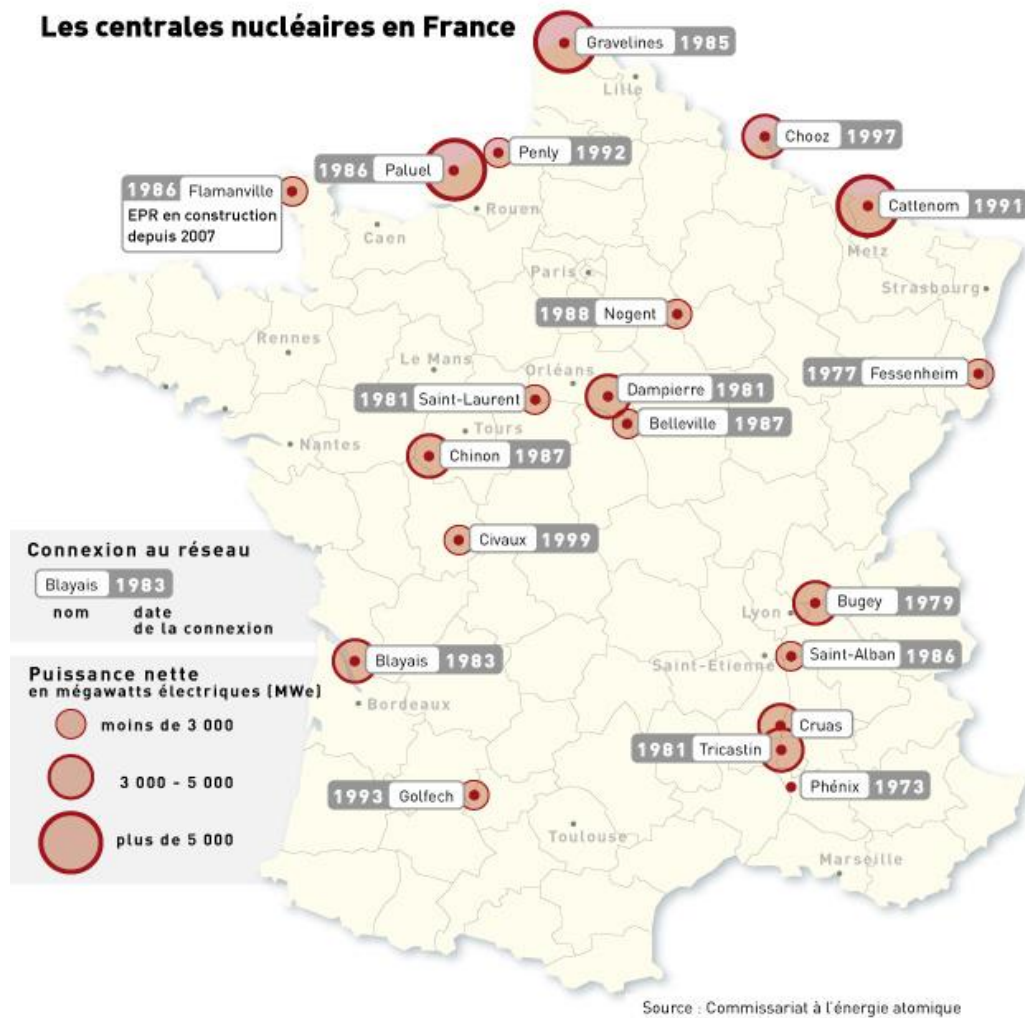 Les centrales nucléaires en France
Gravelines 1985
Lille
Chooz 1997
Penly 1992
1986 Paluel
1986 Flamanville
EPR en construction
depuis 2007
Cattenom 1991
Rouen
Caen
Metz
Paris
Strasbourg
1988 Nogent
Rennes
Le Mans
Orléans
1977 Fessenheim
Dampierre 1981
1981 Saint-Laurent
Belleville 1987
Tours
Nantes
Chinon 1987
Civaux 1999
Connexion au réseau
Blayais 1983
nom date
de la connexion
Bugey 1979
Lyon
Saint-Alban 1986
Saint-Etienne
Blayais 1983
Bordeaux
Puissance nette
en mégawatts électriques (MWe)
moins de 3 000
3 000 - 5 000
plus de 5 000
Cruas
1981 Tricastin
Phénix 1973
1993 Golfech
Toulouse
Marseille
Source : Commissariat à l'énergie atomique